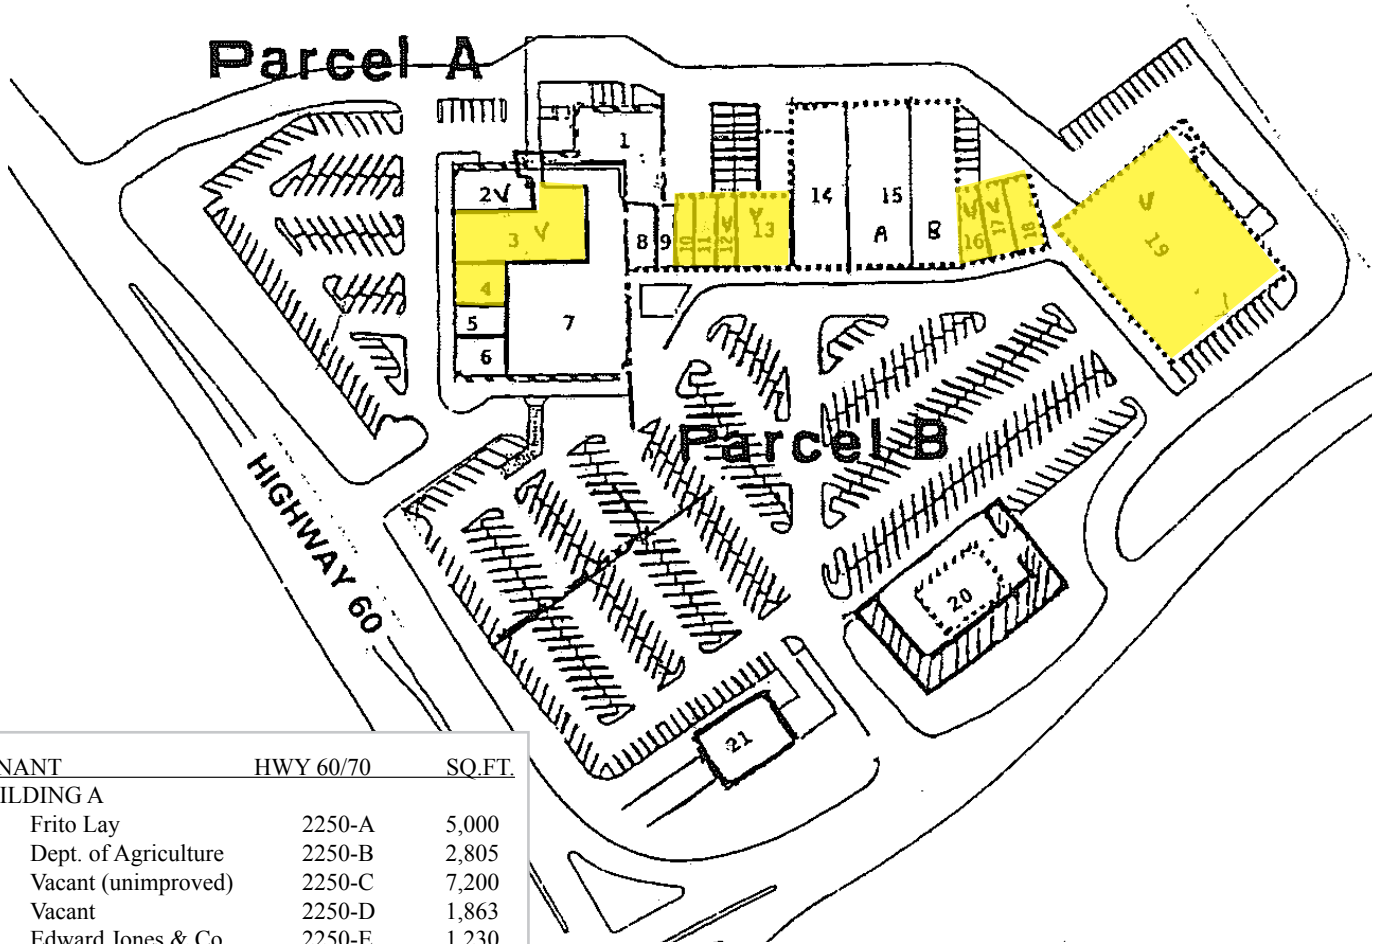 Parcel A
1
2 V
3 V
4
5
6
7
8
9
10
11
V
12
V
13
14
15
A
B
V
16
V
17
18
V
19
Parcel B
20
21
HIGHWAY 60
NANT HWY 60/70 SQ.FT.
ILDING A
Frito Lay 2250-A 5,000
Dept. of Agriculture 2250-B 2,805
Vacant (unimproved) 2250-C 7,200
Vacant 2250-D 1,863
Edward Jones & Co 2250-E 1,230